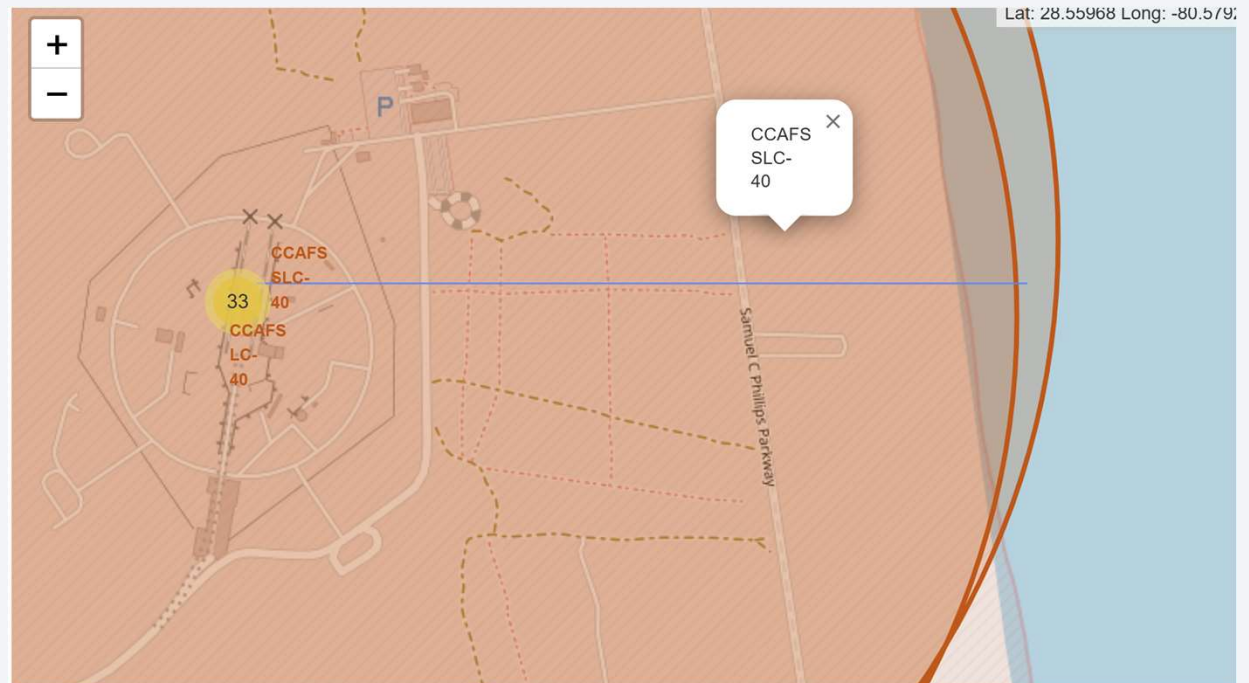 Lat: 28.55968 Long: -80.579
+
−
P
CCAFS
SLC-
40
CCAFS
SLC-
40
33
CCAFS
LC-
40
Samuel C Phillips Parkway